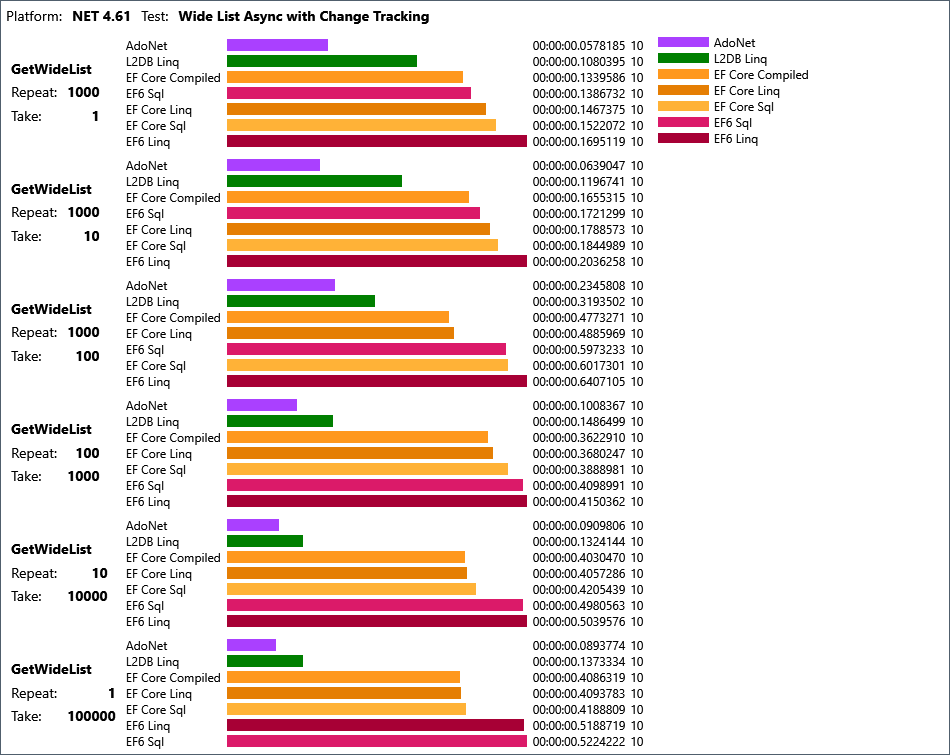 Platform: NET 4.61 Test: Wide List Async with Change Tracking
GetWideList
Repeat: 1000
Take: 1
AdoNet 00:00:00.0578185 10
L2DB Linq 00:00:00.1080395 10
EF Core Compiled 00:00:00.1339586 10
EF6 Sql 00:00:00.1386732 10
EF Core Linq 00:00:00.1467375 10
EF Core Sql 00:00:00.1522072 10
EF6 Linq 00:00:00.1695119 10
GetWideList
Repeat: 1000
Take: 10
AdoNet 00:00:00.0639047 10
L2DB Linq 00:00:00.1196741 10
EF Core Compiled 00:00:00.1655315 10
EF6 Sql 00:00:00.1721299 10
EF Core Linq 00:00:00.1788573 10
EF Core Sql 00:00:00.1844989 10
EF6 Linq 00:00:00.2036258 10
GetWideList
Repeat: 1000
Take: 100
AdoNet 00:00:00.2345808 10
L2DB Linq 00:00:00.3193502 10
EF Core Compiled 00:00:00.4773271 10
EF Core Linq 00:00:00.4885969 10
EF6 Sql 00:00:00.5973233 10
EF Core Sql 00:00:00.6017301 10
EF6 Linq 00:00:00.6407105 10
GetWideList
Repeat: 100
Take: 1000
AdoNet 00:00:00.1008367 10
L2DB Linq 00:00:00.1486499 10
EF Core Compiled 00:00:00.3622910 10
EF Core Linq 00:00:00.3680247 10
EF Core Sql 00:00:00.3888981 10
EF6 Sql 00:00:00.4098991 10
EF6 Linq 00:00:00.4150362 10
GetWideList
Repeat: 10
Take: 10000
AdoNet 00:00:00.0909806 10
L2DB Linq 00:00:00.1324144 10
EF Core Compiled 00:00:00.4030470 10
EF Core Linq 00:00:00.4057286 10
EF Core Sql 00:00:00.4205439 10
EF6 Sql 00:00:00.4980563 10
EF6 Linq 00:00:00.5039576 10
GetWideList
Repeat: 1
Take: 100000
AdoNet 00:00:00.0893774 10
L2DB Linq 00:00:00.1373334 10
EF Core Compiled 00:00:00.4086319 10
EF Core Linq 00:00:00.4093783 10
EF Core Sql 00:00:00.4188809 10
EF6 Linq 00:00:00.5188719 10
EF6 Sql 00:00:00.5224222 10
AdoNet
L2DB Linq
EF Core Compiled
EF Core Linq
EF Core Sql
EF6 Sql
EF6 Linq